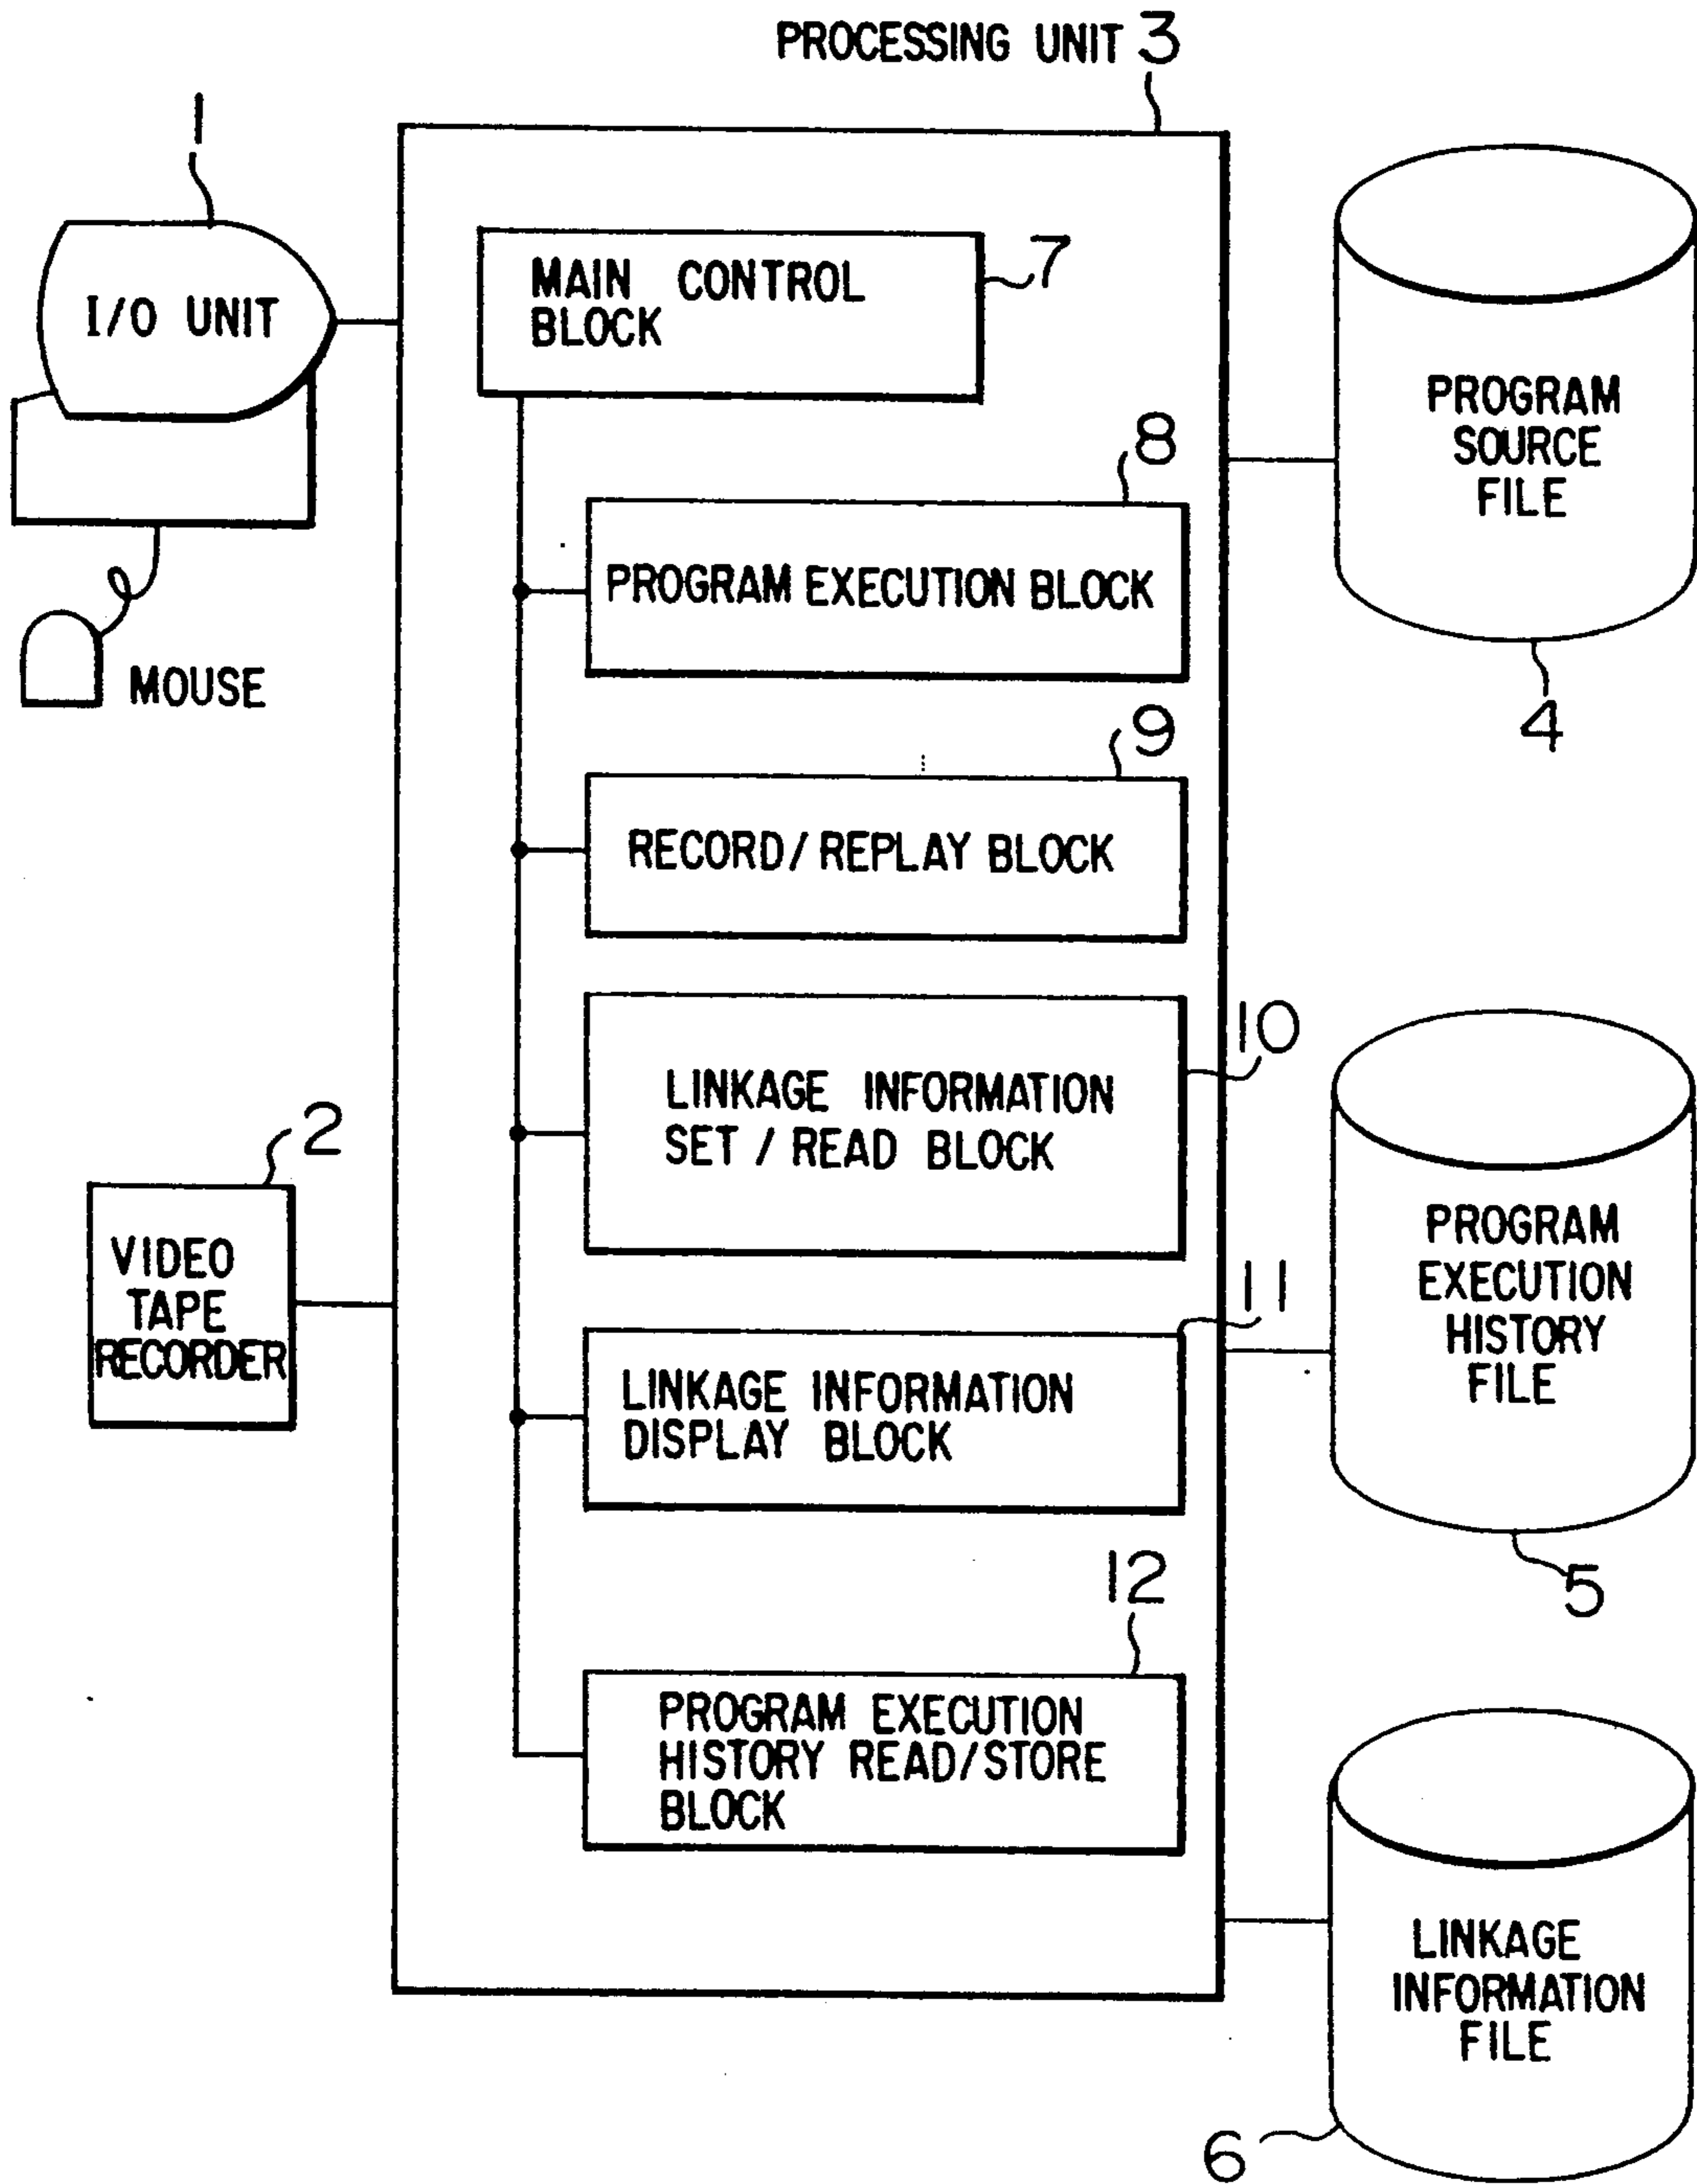 PROCESSING UNIT 3
1
I/O UNIT
MOUSE
2
VIDEO
TAPE
RECORDER
MAIN CONTROL
BLOCK
7
8
PROGRAM EXECUTION BLOCK
9
RECORD/REPLAY BLOCK
10
LINKAGE INFORMATION
SET / READ BLOCK
11
LINKAGE INFORMATION
DISPLAY BLOCK
12
PROGRAM EXECUTION
HISTORY READ/STORE
BLOCK
PROGRAM
SOURCE
FILE
4
PROGRAM
EXECUTION
HISTORY
FILE
5
LINKAGE
INFORMATION
FILE
6